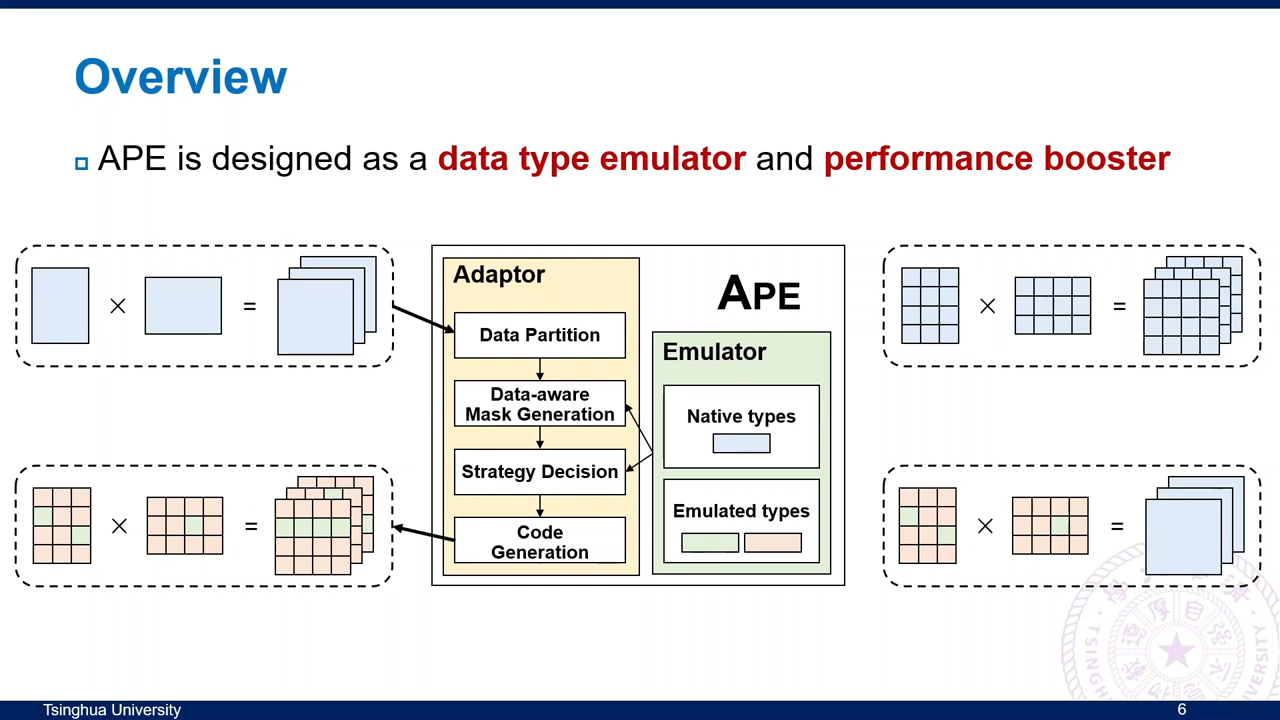 Overview
APE is designed as a data type emulator and performance booster
× =
Adaptor
Data Partition
Data-aware
Mask Generation
Strategy Decision
Code
Generation
APE
Emulator
Native types
Emulated types
× =
× =
× =
Tsinghua University
6